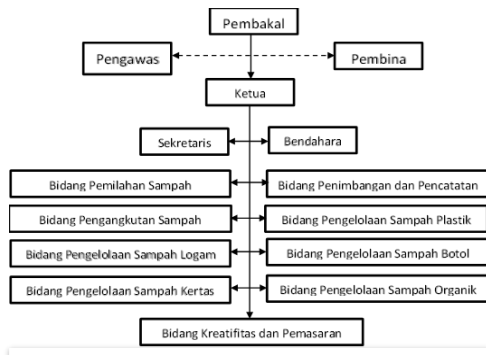 Pembakal
Pengawas
Pembina
Ketua
Sekretaris
Bendahara
Bidang Pemilahan Sampah
Bidang Penimbangan dan Pencatatan
Bidang Pengangkutan Sampah
Bidang Pengelolaan Sampah Plastik
Bidang Pengelolaan Sampah Logam
Bidang Pengelolaan Sampah Botol
Bidang Pengelolaan Sampah Kertas
Bidang Pengelolaan Sampah Organik
Bidang Kreatifitas dan Pemasaran